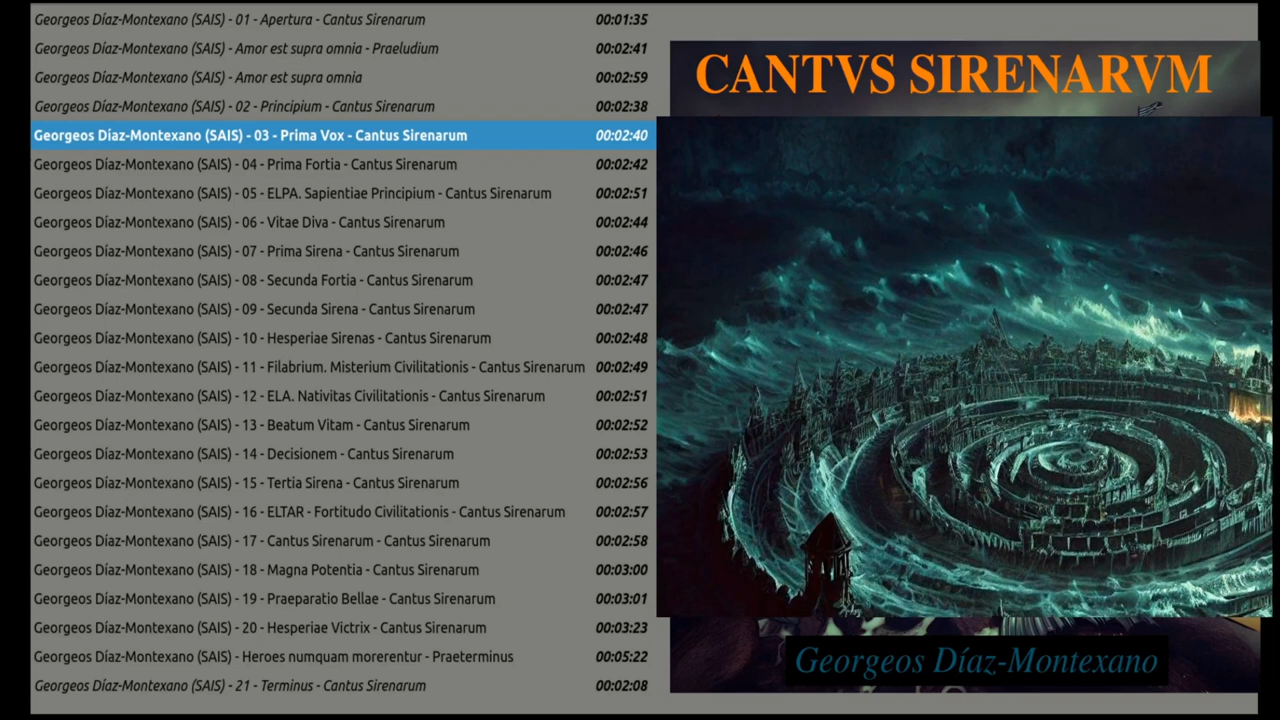 Georgeos Díaz-Montexano (SAIS) - 01 - Apertura - Cantus Sirenarum 00:01:35
Georgeos Díaz-Montexano (SAIS) - Amor est supra omnia - Praeludium 00:02:41
Georgeos Díaz-Montexano (SAIS) - Amor est supra omnia 00:02:59
Georgeos Díaz-Montexano (SAIS) - 02 - Principium - Cantus Sirenarum 00:02:38
Georgeos Díaz-Montexano (SAIS) - 03 - Prima Vox - Cantus Sirenarum 00:02:40
Georgeos Díaz-Montexano (SAIS) - 04 - Prima Fortia - Cantus Sirenarum 00:02:42
Georgeos Díaz-Montexano (SAIS) - 05 - ELPA. Sapientiae Principium - Cantus Sirenarum 00:02:51
Georgeos Díaz-Montexano (SAIS) - 06 - Vitae Diva - Cantus Sirenarum 00:02:44
Georgeos Díaz-Montexano (SAIS) - 07 - Prima Sirena - Cantus Sirenarum 00:02:46
Georgeos Díaz-Montexano (SAIS) - 08 - Secunda Fortia - Cantus Sirenarum 00:02:47
Georgeos Díaz-Montexano (SAIS) - 09 - Secunda Sirena - Cantus Sirenarum 00:02:47
Georgeos Díaz-Montexano (SAIS) - 10 - Hesperiae Sirenas - Cantus Sirenarum 00:02:48
Georgeos Díaz-Montexano (SAIS) - 11 - Filabrium. Misterium Civilitationis - Cantus Sirenarum 00:02:49
Georgeos Díaz-Montexano (SAIS) - 12 - ELA. Nativitas Civilitationis - Cantus Sirenarum 00:02:51
Georgeos Díaz-Montexano (SAIS) - 13 - Beatum Vitam - Cantus Sirenarum 00:02:52
Georgeos Díaz-Montexano (SAIS) - 14 - Decisionem - Cantus Sirenarum 00:02:53
Georgeos Díaz-Montexano (SAIS) - 15 - Tertia Sirena - Cantus Sirenarum 00:02:56
Georgeos Díaz-Montexano (SAIS) - 16 - ELTAR - Fortitudo Civilitationis - Cantus Sirenarum 00:02:57
Georgeos Díaz-Montexano (SAIS) - 17 - Cantus Sirenarum - Cantus Sirenarum 00:02:58
Georgeos Díaz-Montexano (SAIS) - 18 - Magna Potentia - Cantus Sirenarum 00:03:00
Georgeos Díaz-Montexano (SAIS) - 19 - Praeparatio Bellae - Cantus Sirenarum 00:03:01
Georgeos Díaz-Montexano (SAIS) - 20 - Hesperiae Victrix - Cantus Sirenarum 00:03:23
Georgeos Díaz-Montexano (SAIS) - Heroes numquam morerentur - Praeterminus 00:05:22
Georgeos Díaz-Montexano (SAIS) - 21 - Terminus - Cantus Sirenarum 00:02:08
CANTVS SIRENARVM
Georgeos Díaz-Montexano